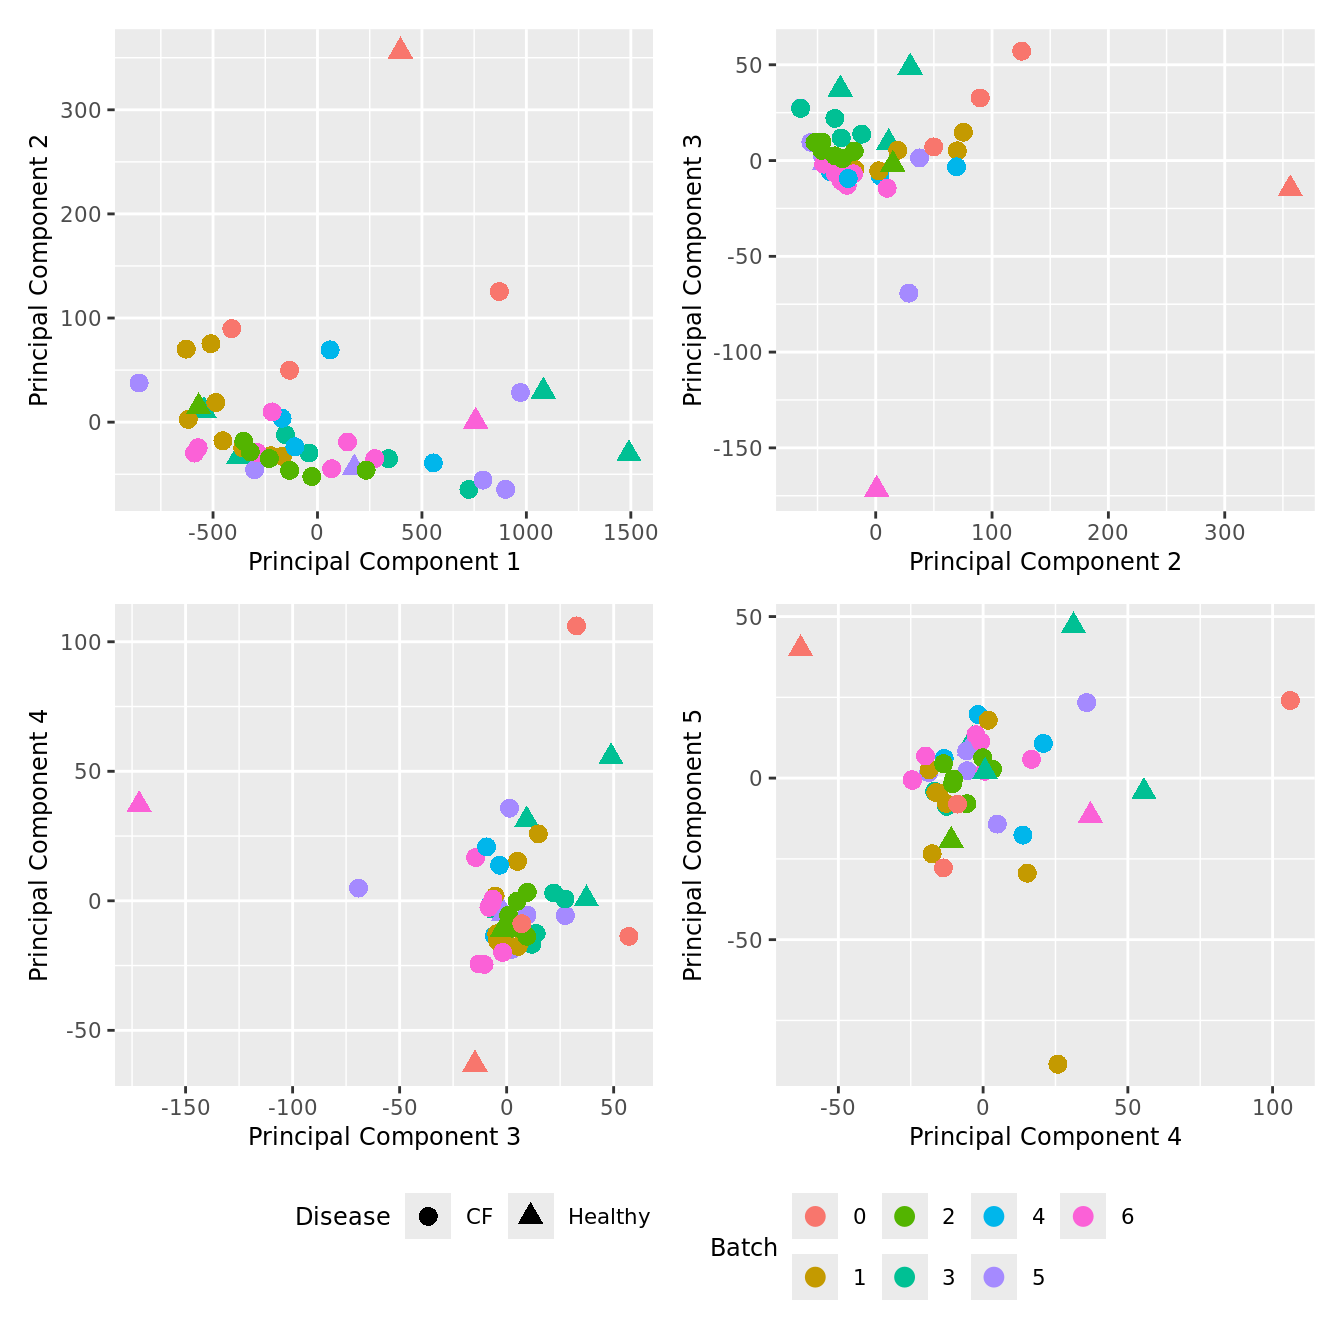 300
200
100
0
Principal Component 2
-500 0 500 1000 1500
Principal Component 1
50
0
-50
-100
-150
Principal Component 3
0 100 200 300
Principal Component 2
100
50
0
-50
Principal Component 4
-150 -100 -50 0 50
Principal Component 3
50
0
-50
Principal Component 5
-50 0 50 100
Principal Component 4
Disease CF Healthy
Batch
0 2 4 6
1 3 5